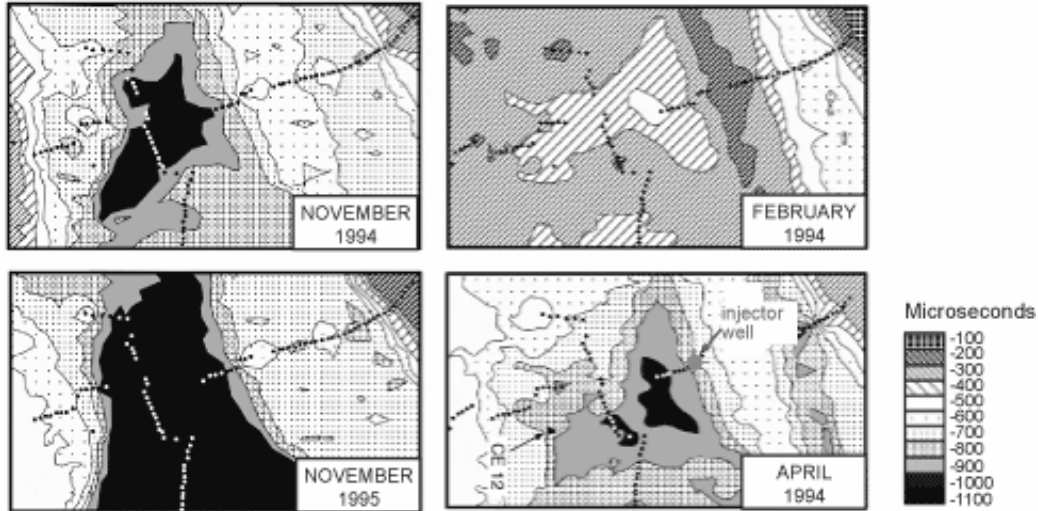 NOVEMBER
1994
FEBRUARY
1994
NOVEMBER
1995
injector
well
CE 12
APRIL
1994
Microseconds
-100
-200
-300
-400
-500
-600
-700
-800
-900
-1000
-1100